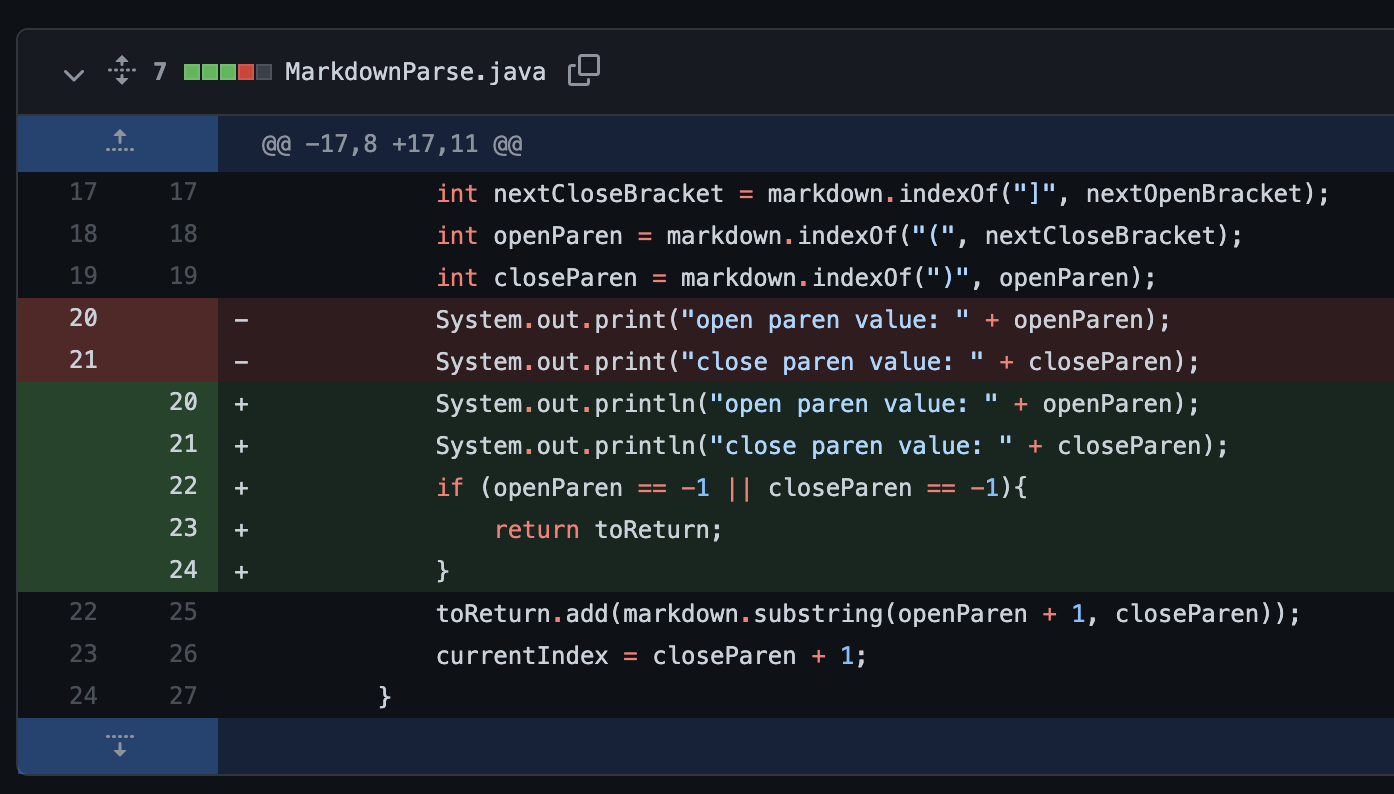 7 MarkdownParse.java
@@ -17,8 +17,11 @@
17 17 int nextCloseBracket = markdown.indexOf("]", nextOpenBracket);
18 18 int openParen = markdown.indexOf("(", nextCloseBracket);
19 19 int closeParen = markdown.indexOf(")", openParen);
20 - System.out.print("open paren value: " + openParen);
21 - System.out.print("close paren value: " + closeParen);
20 + System.out.println("open paren value: " + openParen);
21 + System.out.println("close paren value: " + closeParen);
22 + if (openParen == -1 || closeParen == -1){
23 + return toReturn;
24 + }
22 25 toReturn.add(markdown.substring(openParen + 1, closeParen));
23 26 currentIndex = closeParen + 1;
24 27 }